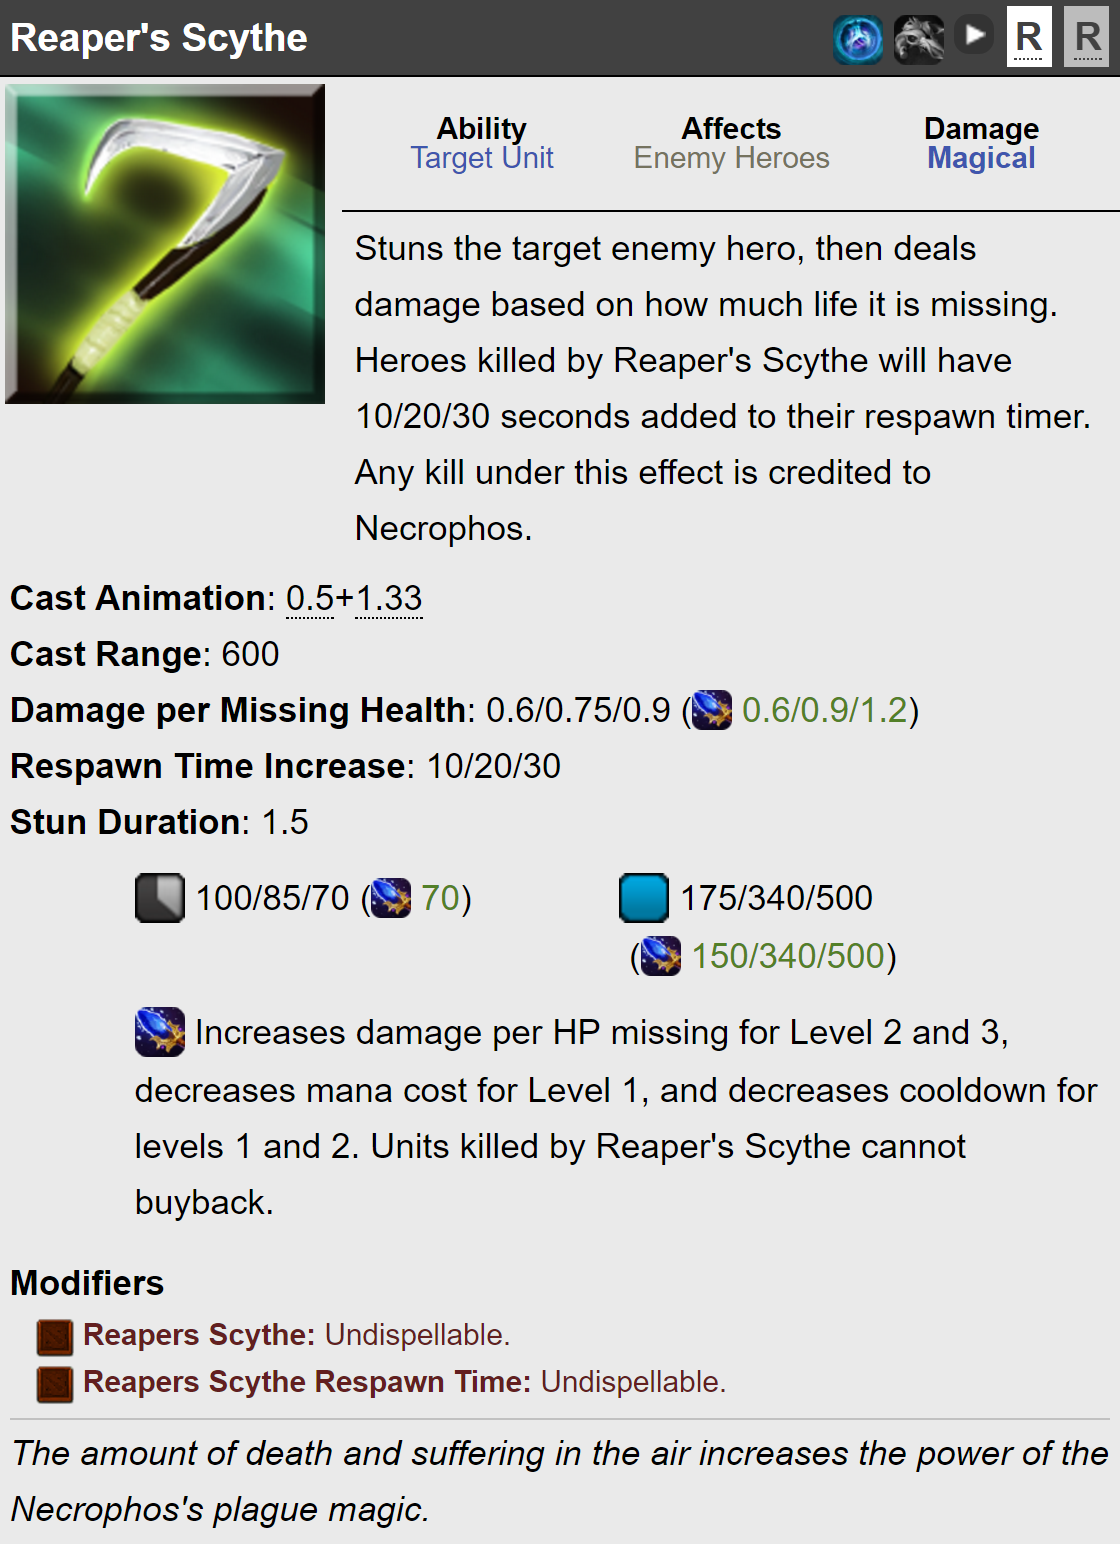 Reaper's Scythe
R R
Ability Affects Damage
Target Unit Enemy Heroes Magical
Stuns the target enemy hero, then deals
damage based on how much life it is missing.
Heroes killed by Reaper's Scythe will have
10/20/30 seconds added to their respawn timer.
Any kill under this effect is credited to
Necrophos.
Cast Animation: 0.5+1.33
Cast Range: 600
Damage per Missing Health: 0.6/0.75/0.9 ( 0.6/0.9/1.2)
Respawn Time Increase: 10/20/30
Stun Duration: 1.5
100/85/70 ( 70) 175/340/500
( 150/340/500)
Increases damage per HP missing for Level 2 and 3,
decreases mana cost for Level 1, and decreases cooldown for
levels 1 and 2. Units killed by Reaper's Scythe cannot
buyback.
Modifiers
Reapers Scythe: Undispellable.
Reapers Scythe Respawn Time: Undispellable.
The amount of death and suffering in the air increases the power of the
Necrophos's plague magic.